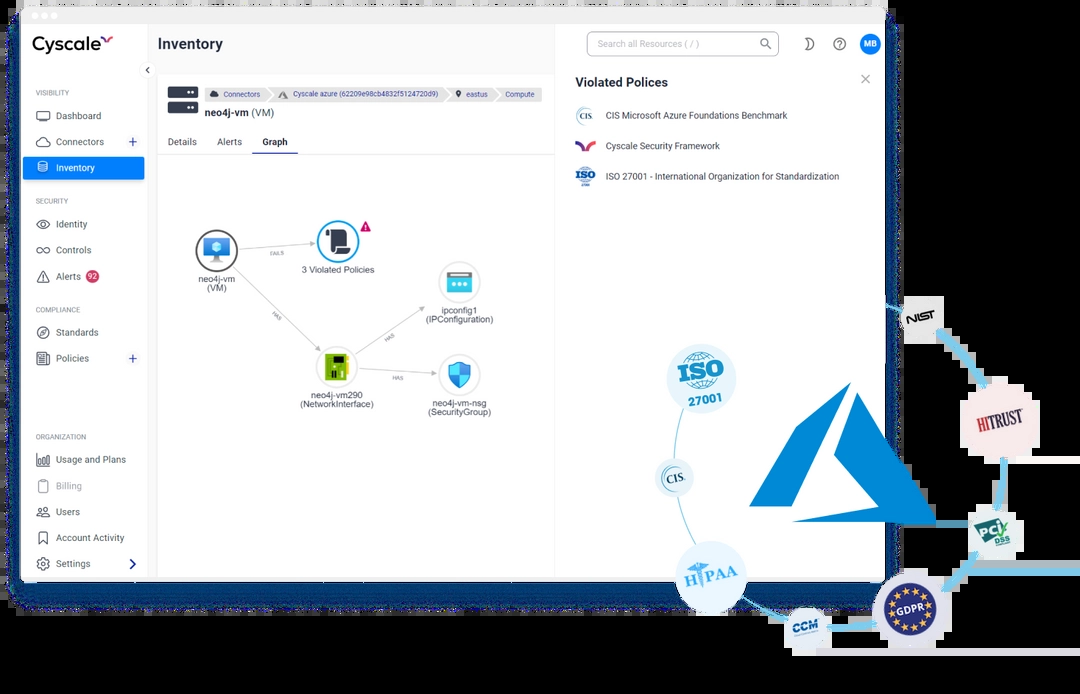 Cyscale
VISIBILITY
Dashboard
Connectors +
Inventory
SECURITY
Identity
Controls
Alerts 92
COMPLIANCE
Standards
Policies +
ORGANIZATION
Usage and Plans
Billing
Users
Account Activity
Settings
Inventory
Search all Resources ( / )
MB
Connectors
Cyscale azure (62209e98cb4832f5124720d9)
eastus
Compute
neo4j-vm (VM)
Details Alerts Graph
neo4j-vm
(VM)
FAILS
3 Violated Policies
HAS
ipconfig1
(IPConfiguration)
HAS
neo4j-vm290
(NetworkInterface)
HAS
neo4j-vm-nsg
(SecurityGroup)
Violated Polices
CIS
CIS Microsoft Azure Foundations Benchmark
Cyscale Security Framework
ISO
ISO 27001 - International Organization for Standardization
NIST
ISO
27001
HITRUST
CIS
PCI
DSS
HIPAA
GDPR
CCM